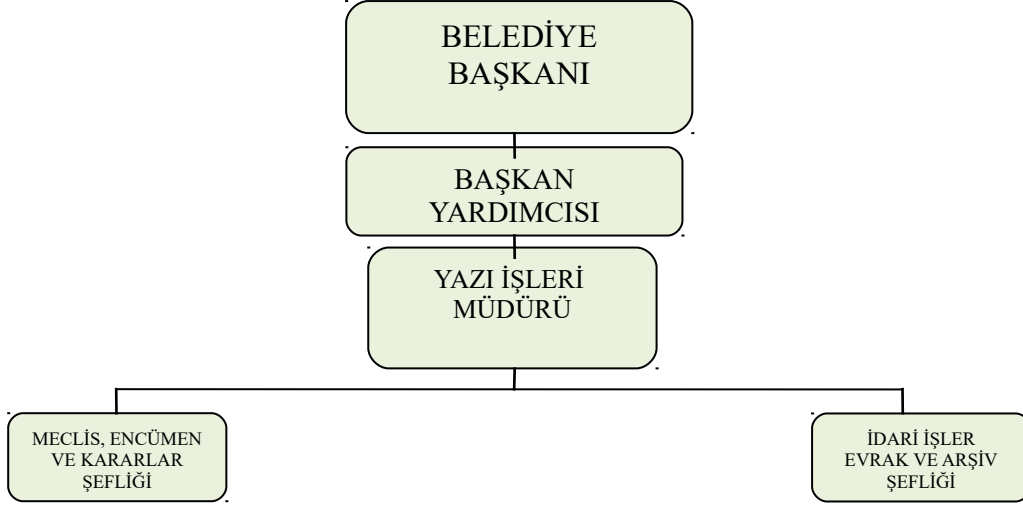 BELEDİYE
BAŞKANI
BAŞKAN
YARDIMCISI
YAZI İŞLERİ
MÜDÜRÜ
MECLİS, ENCÜMEN
VE KARARLAR
ŞEFLİĞİ
İDARİ İŞLER
EVRAK VE ARŞİV
ŞEFLİĞİ